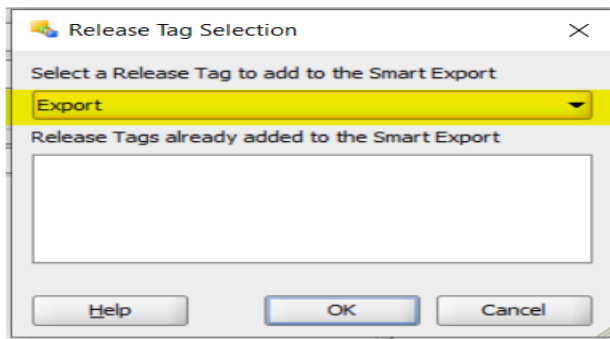 Release Tag Selection
Select a Release Tag to add to the Smart Export
Export
Release Tags already added to the Smart Export
Help OK Cancel